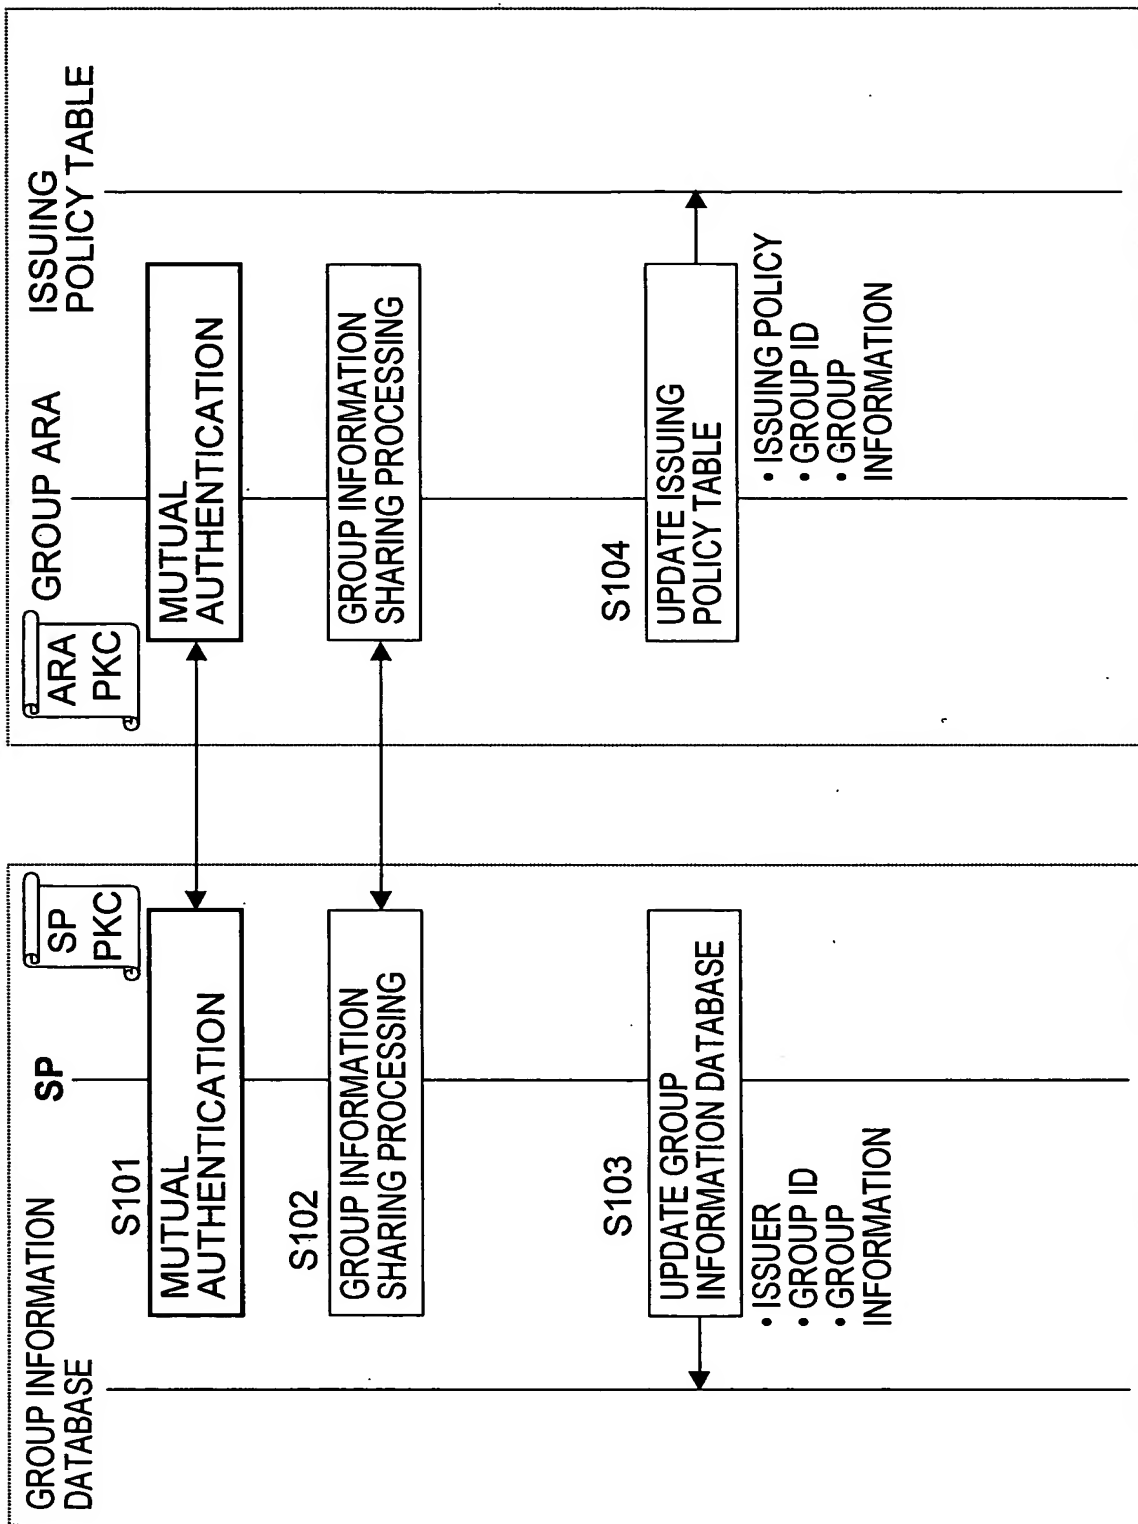 GROUP INFORMATION
DATABASE
SP
SP
PKC
ARA
PKC
GROUP ARA
ISSUING
POLICY TABLE
S101
MUTUAL
AUTHENTICATION
MUTUAL
AUTHENTICATION
S102
GROUP INFORMATION
SHARING PROCESSING
GROUP INFORMATION
SHARING PROCESSING
S103
UPDATE GROUP
INFORMATION DATABASE
• ISSUER
• GROUP ID
• GROUP
INFORMATION
S104
UPDATE ISSUING
POLICY TABLE
• ISSUING POLICY
• GROUP ID
• GROUP
INFORMATION